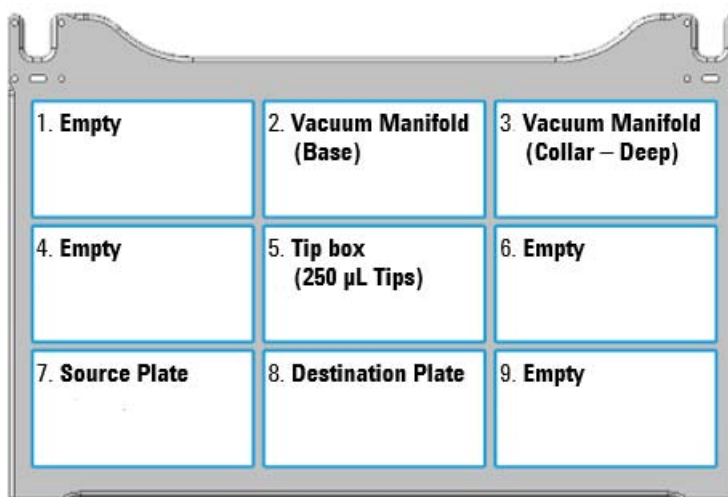 1. Empty
2. Vacuum Manifold
(Base)
3. Vacuum Manifold
(Collar – Deep)
4. Empty
5. Tip box
(250 µL Tips)
6. Empty
7. Source Plate
8. Destination Plate
9. Empty